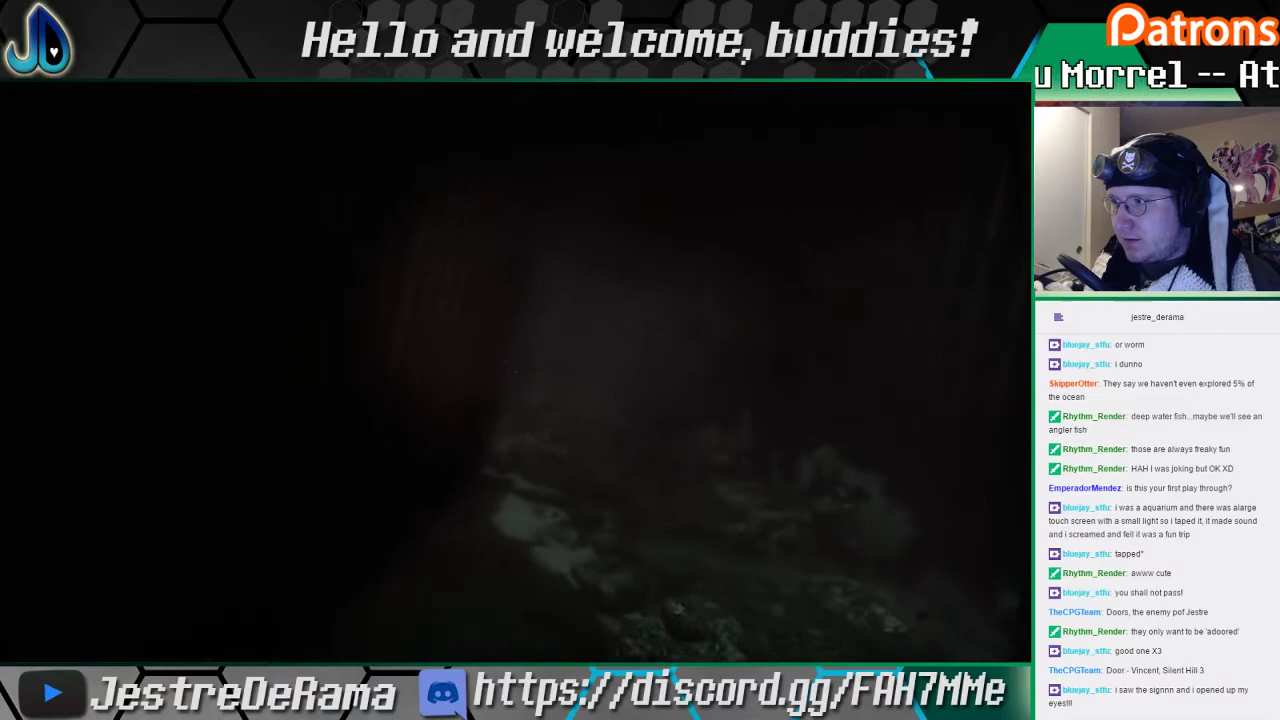 JD
Hello and welcome, buddies!
Patrons
u Morrel -- At
jestre_derama
bluejay_stfu: or worm
bluejay_stfu: i dunno
SkipperOtter: They say we haven't even explored 5% of
the ocean
Rhythm_Render: deep water fish...maybe we'll see an
angler fish
Rhythm_Render: those are always freaky fun
Rhythm_Render: HAH I was joking but OK XD
EmperadorMendez: is this your first play through?
bluejay_stfu: i was a aquarium and there was alarge
touch screen with a small light so i taped it, it made sound
and i screamed and fell it was a fun trip
bluejay_stfu: tapped*
Rhythm_Render: awww cute
bluejay_stfu: you shall not pass!
TheCPGTeam: Doors, the enemy pof Jestre
Rhythm_Render: they only want to be 'adoored'
bluejay_stfu: good one X3
TheCPGTeam: Door - Vincent, Silent Hill 3
bluejay_stfu: i saw the signnn and i opened up my
eyes!!!
JestreDeRama
https://discord.gg/FAH7MMe